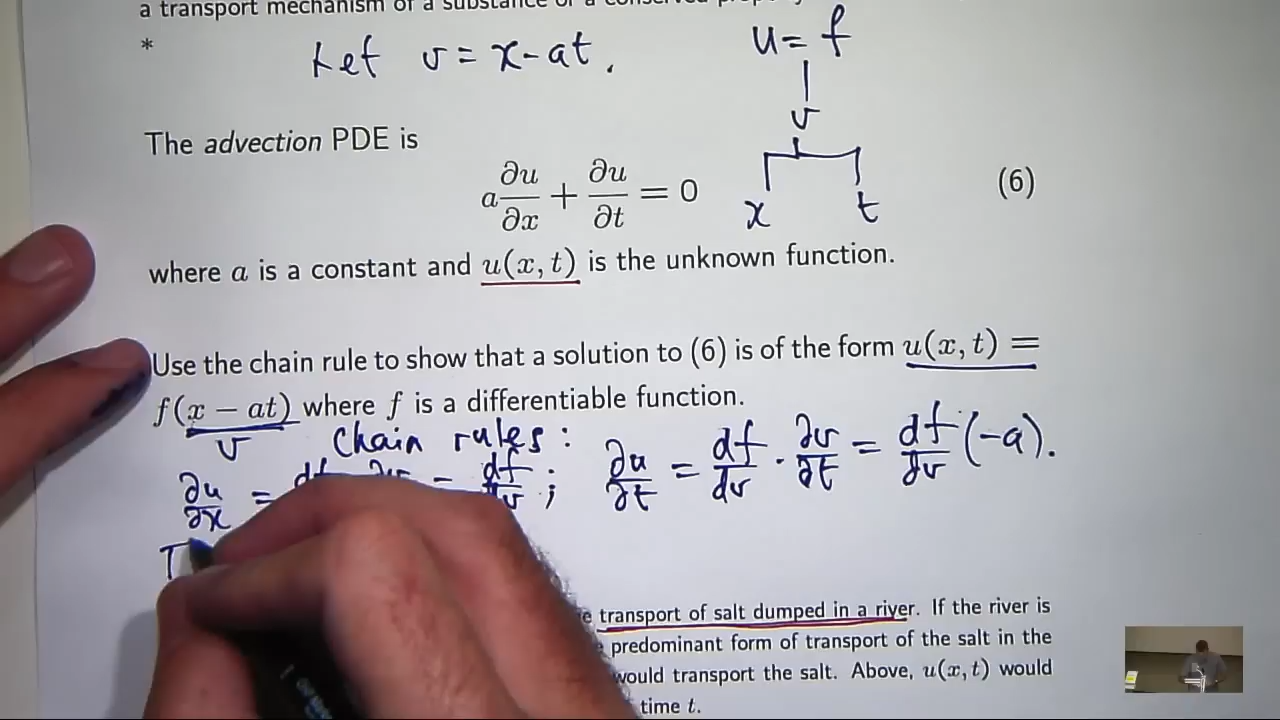 a transport mechanism of a substance or a conserved
*
Let v = x - at.
u = f
v
x t
The advection PDE is
a ∂u/∂x + ∂u/∂t = 0 (6)
where a is a constant and u(x, t) is the unknown function.
Use the chain rule to show that a solution to (6) is of the form u(x, t) =
f(x − at) where f is a differentiable function.
v Chain rules: ∂u/∂t = df/dv · ∂v/∂t = df/dv (-a).
∂u/∂x = df/dv ;
transport of salt dumped in a river. If the river is
predominant form of transport of the salt in the
would transport the salt. Above, u(x, t) would
time t.